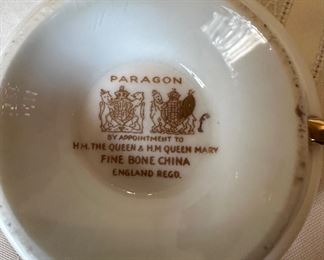 PARAGON
BY APPOINTMENT TO
H.M. THE QUEEN & H.M QUEEN MARY
FINE BONE CHINA
ENGLAND REGD.